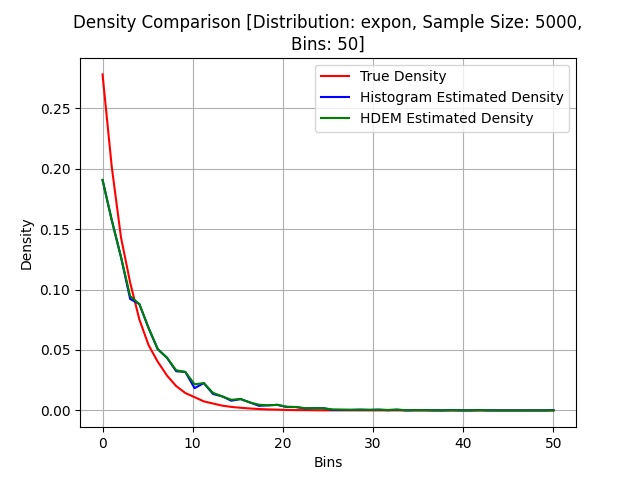 Density Comparison [Distribution: expon, Sample Size: 5000,
Bins: 50]
True Density
Histogram Estimated Density
HDEM Estimated Density
Density
0.25
0.20
0.15
0.10
0.05
0.00
0 10 20 30 40 50
Bins